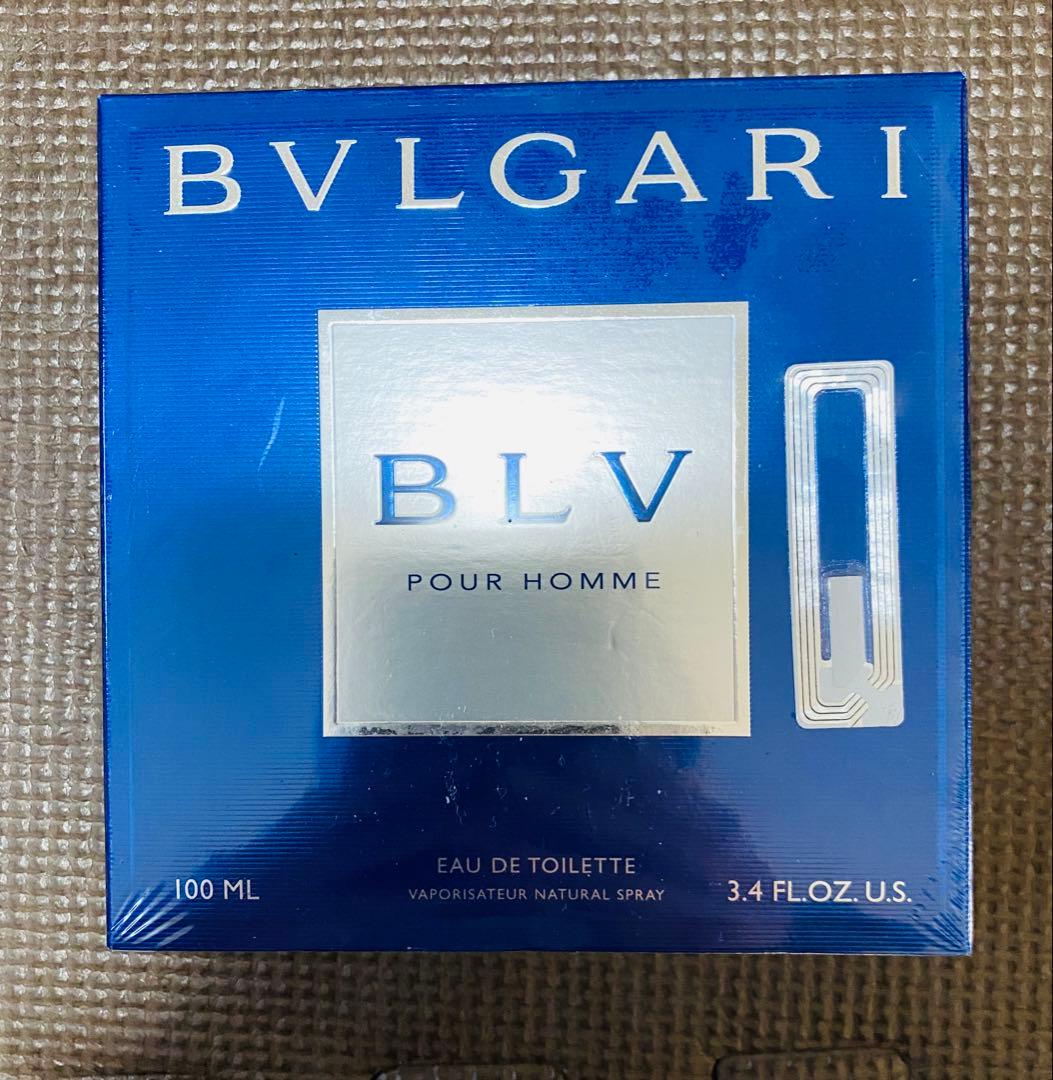 BVLGARI
BLV
POUR HOMME
EAU DE TOILETTE
100 ML
VAPORISATEUR NATURAL SPRAY
3.4 FL.OZ. U.S.